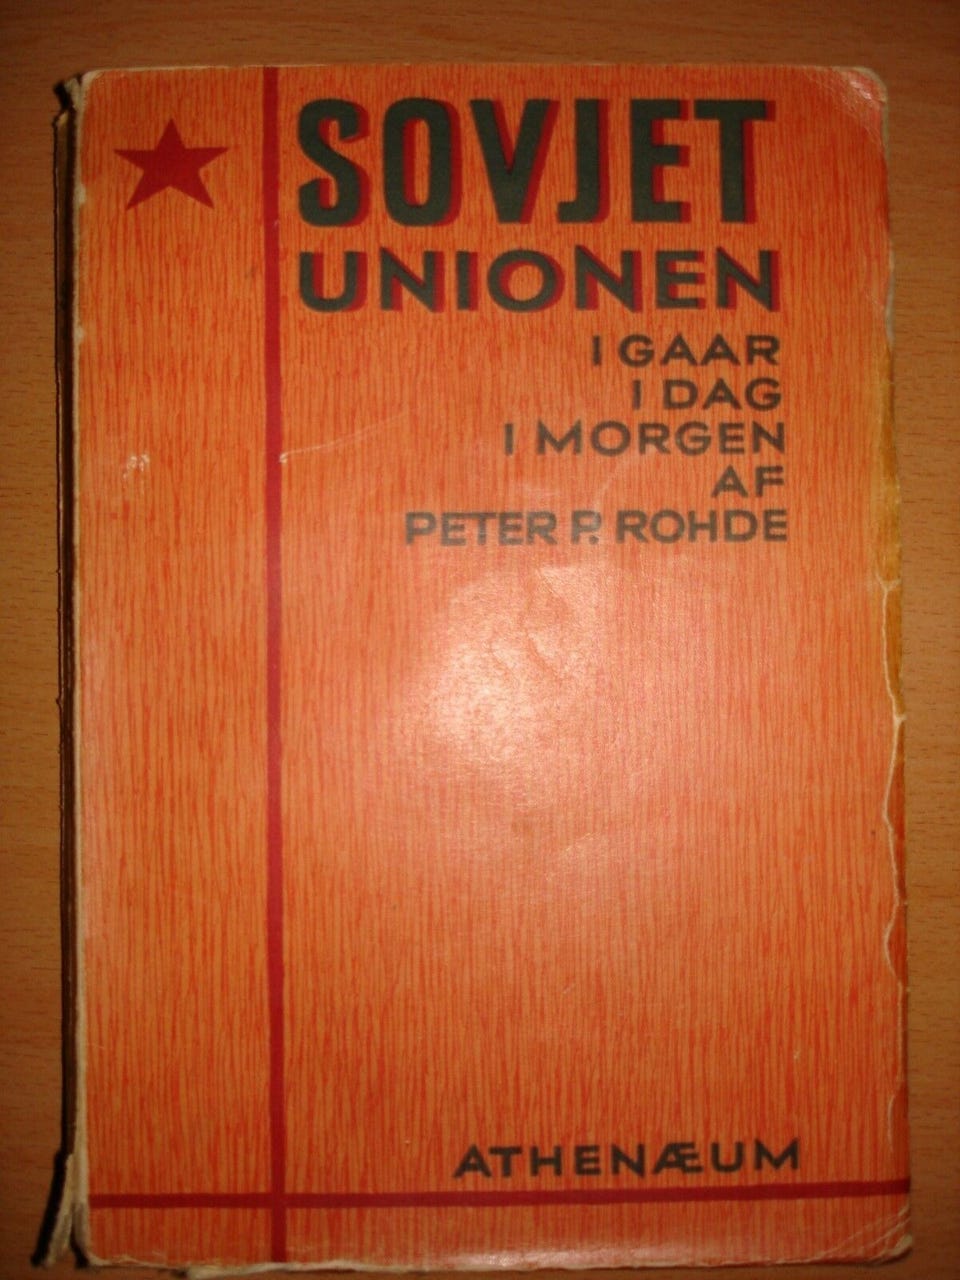 SOVJET
UNIONEN
I GAAR
I DAG
I MORGEN
AF
PETER P. ROHDE
ATHENÆUM